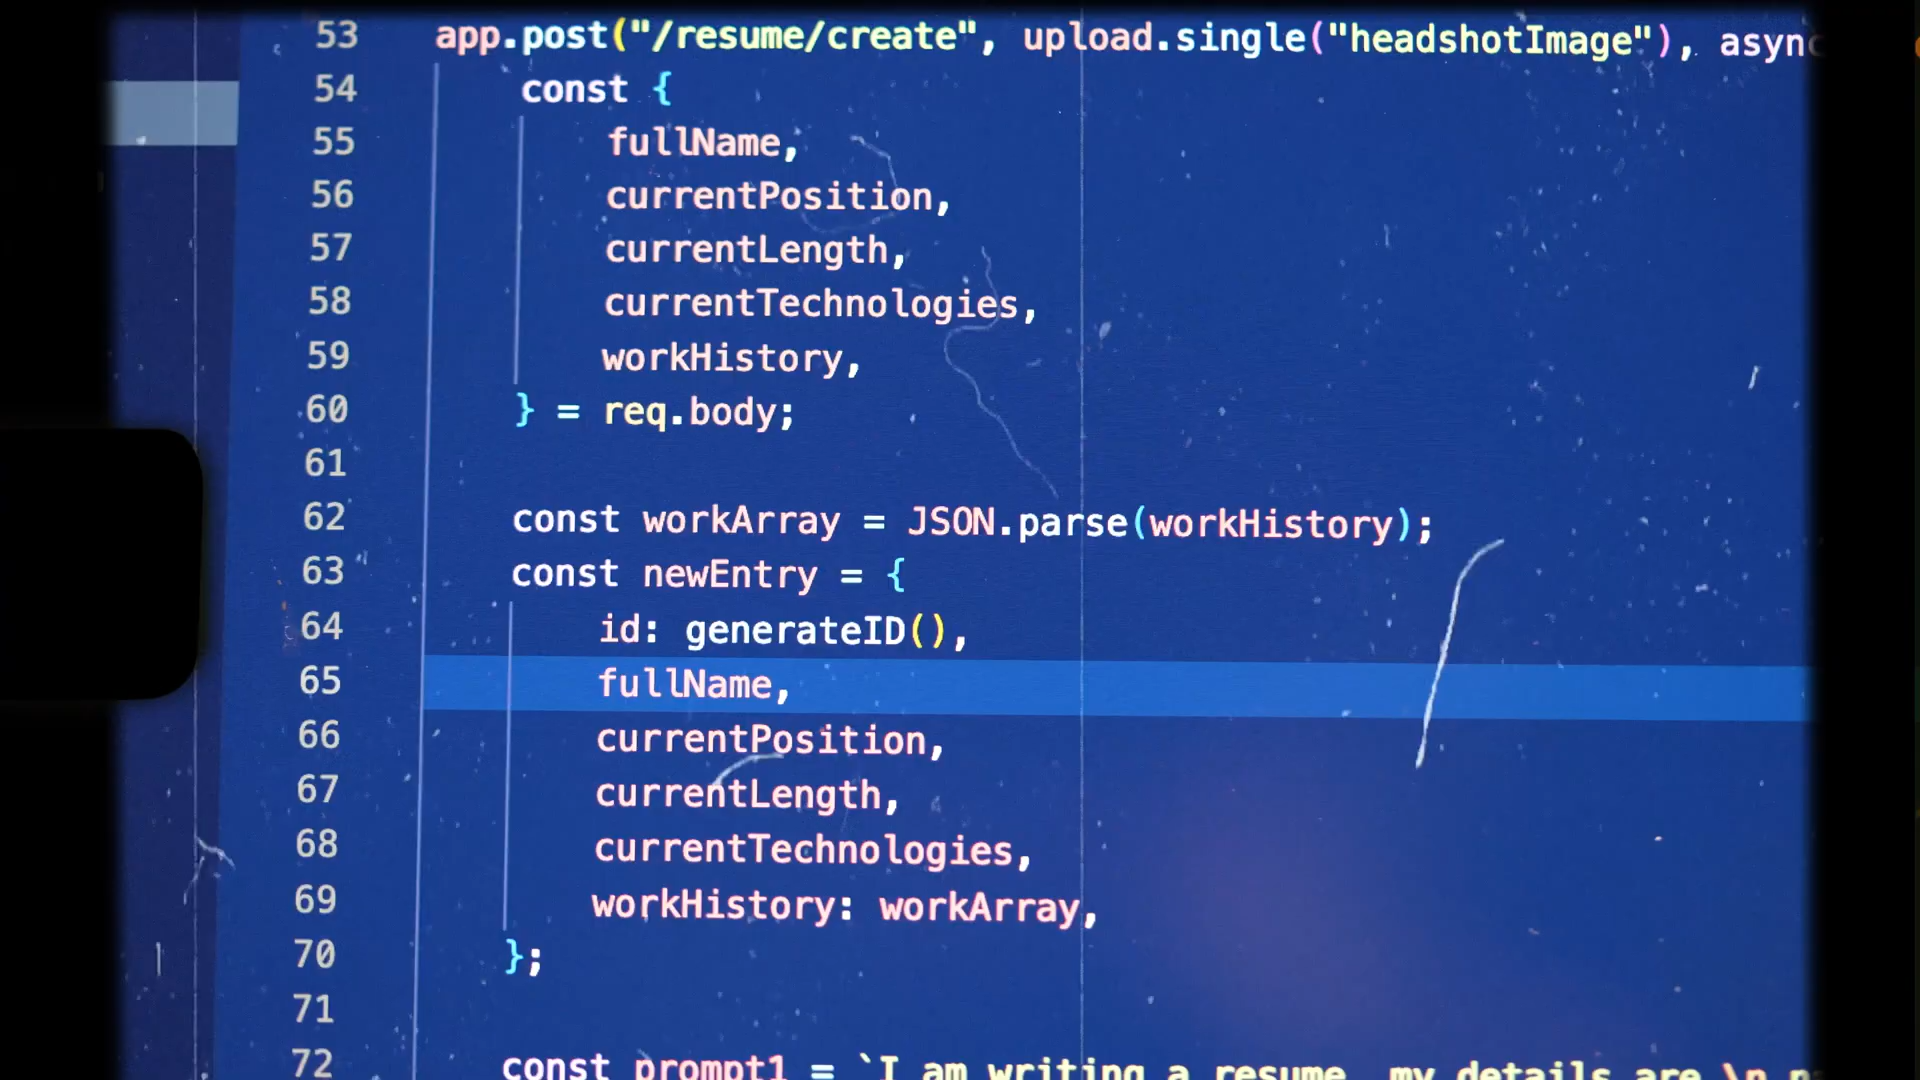 53 app.post("/resume/create", upload.single("headshotImage"), async
54 const {
55 fullName,
56 currentPosition,
57 currentLength,
58 currentTechnologies,
59 workHistory,
60 } = req.body;
61
62 const workArray = JSON.parse(workHistory);
63 const newEntry = {
64 id: generateID(),
65 fullName,
66 currentPosition,
67 currentLength,
68 currentTechnologies,
69 workHistory: workArray,
70 };
71
72 const prompt1 = `I am writing a resume, my details are \n